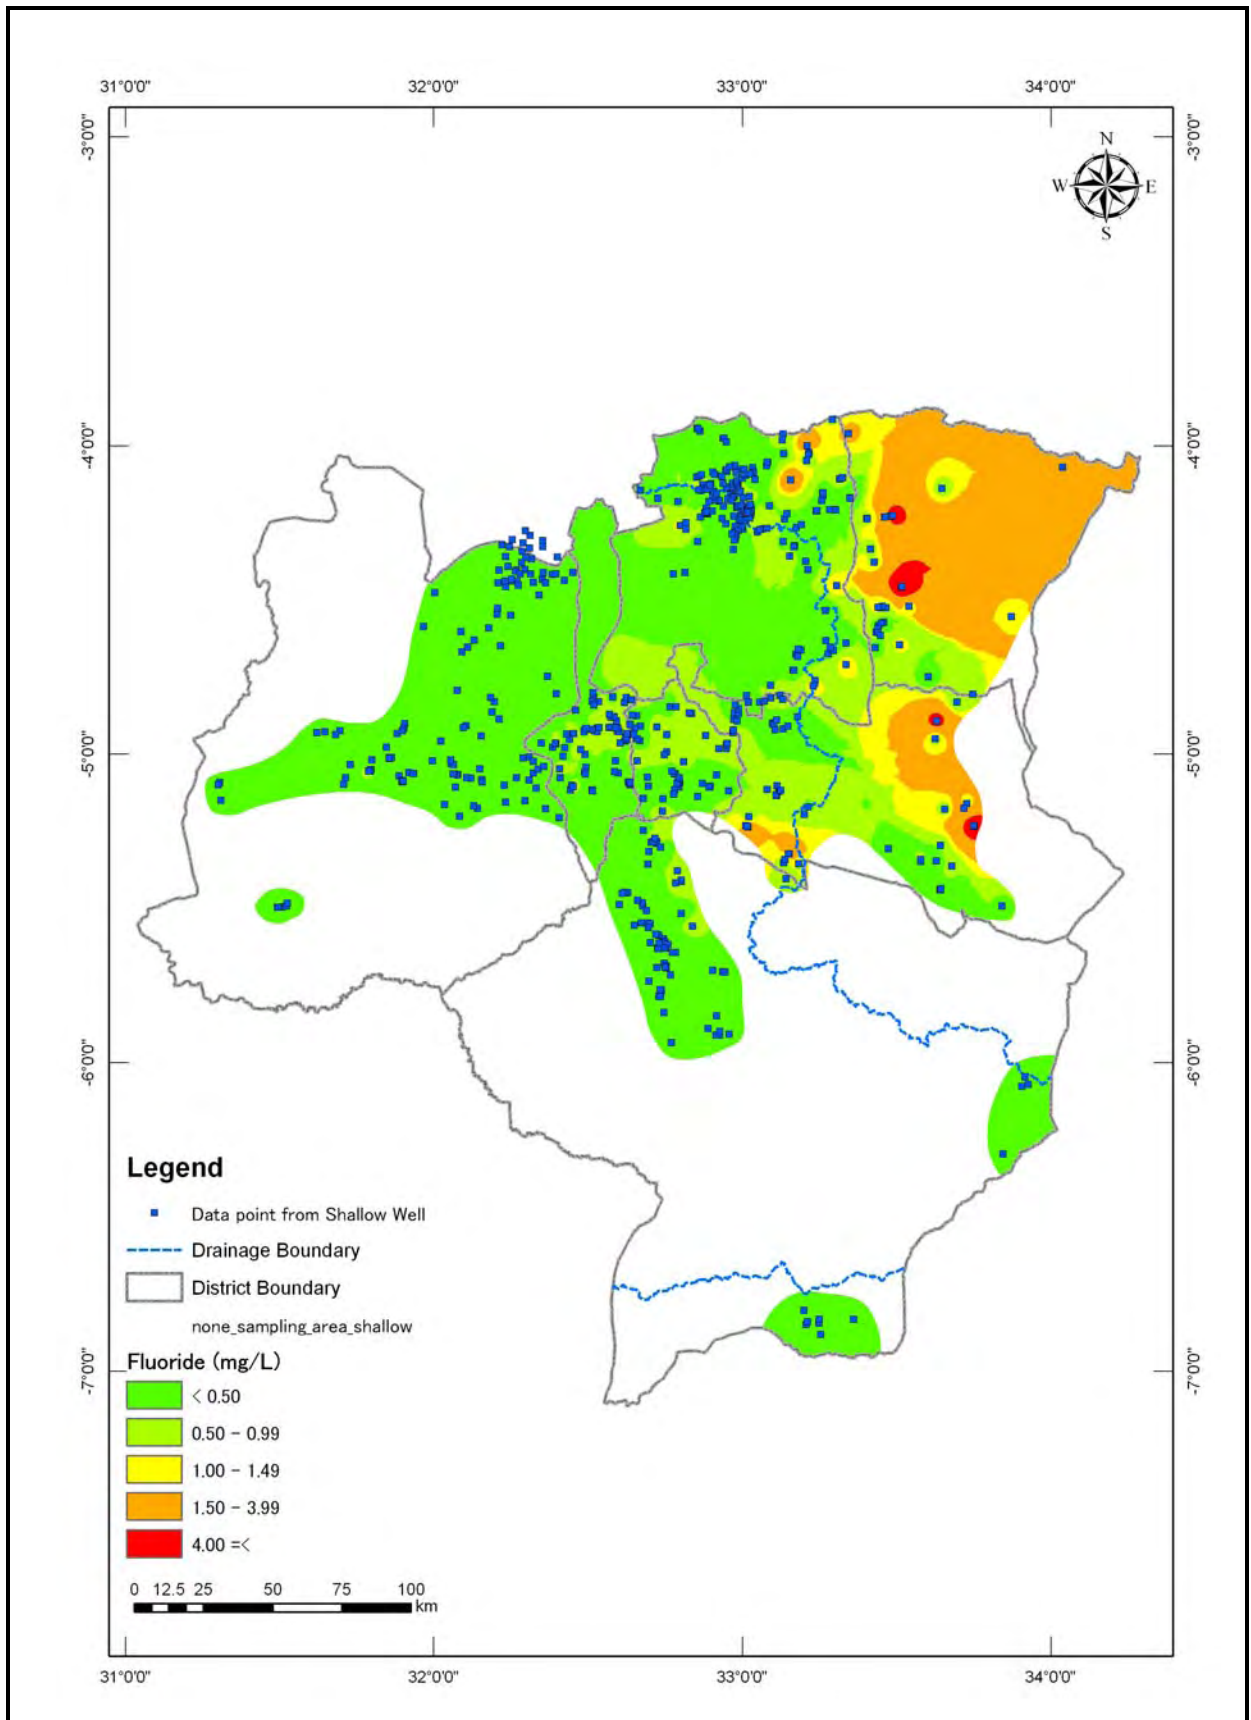 31°0'0" 32°0'0" 33°0'0" 34°0'0"
-3°0'0" -3°0'0"
N
W E
S
-4°0'0" -4°0'0"
-5°0'0" -5°0'0"
-6°0'0" -6°0'0"
Legend
Data point from Shallow Well
Drainage Boundary
District Boundary
none_sampling_area_shallow
Fluoride (mg/L)
-7°0'0" -7°0'0"
< 0.50
0.50 - 0.99
1.00 - 1.49
1.50 - 3.99
4.00 =<
0 12.5 25 50 75 100
km
31°0'0" 32°0'0" 33°0'0" 34°0'0"